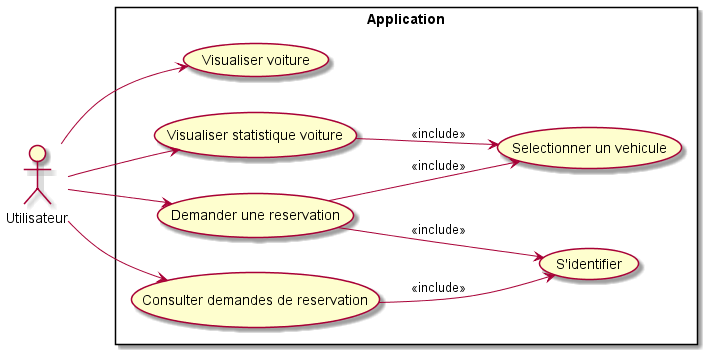 Application
Visualiser voiture
Visualiser statistique voiture
«include»
Selectionner un vehicule
«include»
Utilisateur
Demander une reservation
«include»
S'identifier
Consulter demandes de reservation
«include»